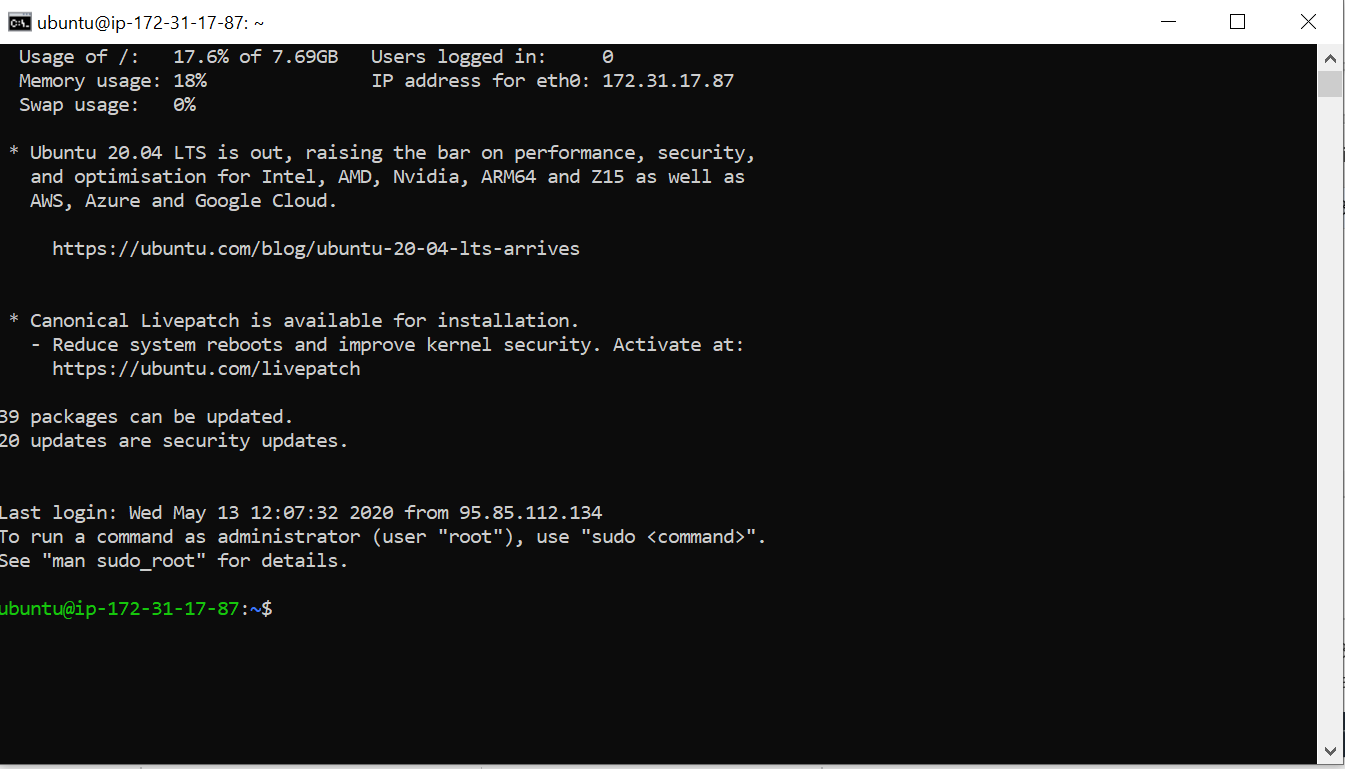 ubuntu@ip-172-31-17-87: ~
Usage of /:   17.6% of 7.69GB   Users logged in:     0
Memory usage: 18%               IP address for eth0: 172.31.17.87
Swap usage:   0%
* Ubuntu 20.04 LTS is out, raising the bar on performance, security,
and optimisation for Intel, AMD, Nvidia, ARM64 and Z15 as well as
AWS, Azure and Google Cloud.
https://ubuntu.com/blog/ubuntu-20-04-lts-arrives
* Canonical Livepatch is available for installation.
- Reduce system reboots and improve kernel security. Activate at:
https://ubuntu.com/livepatch
39 packages can be updated.
20 updates are security updates.
Last login: Wed May 13 12:07:32 2020 from 95.85.112.134
To run a command as administrator (user "root"), use "sudo <command>".
See "man sudo_root" for details.
ubuntu@ip-172-31-17-87:~$